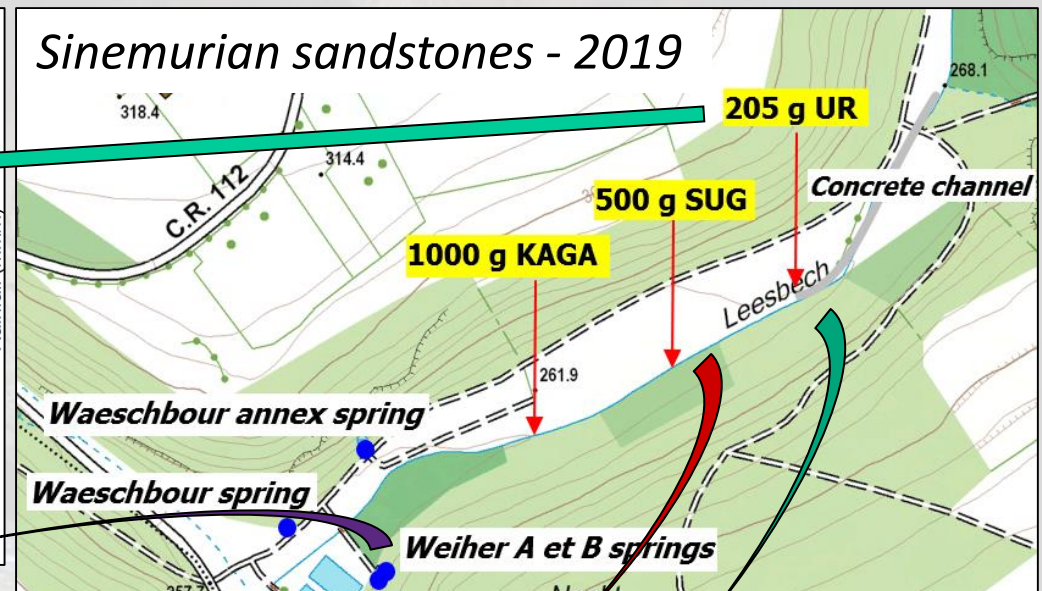 Sinemurian sandstones - 2019
268.1
318.4
205 g UR
314.4
C.R. 112
Concrete channel
500 g SUG
1000 g KAGA
Leesbech
261.9
Waeschbour annex spring
Waeschbour spring
Weiher A et B springs